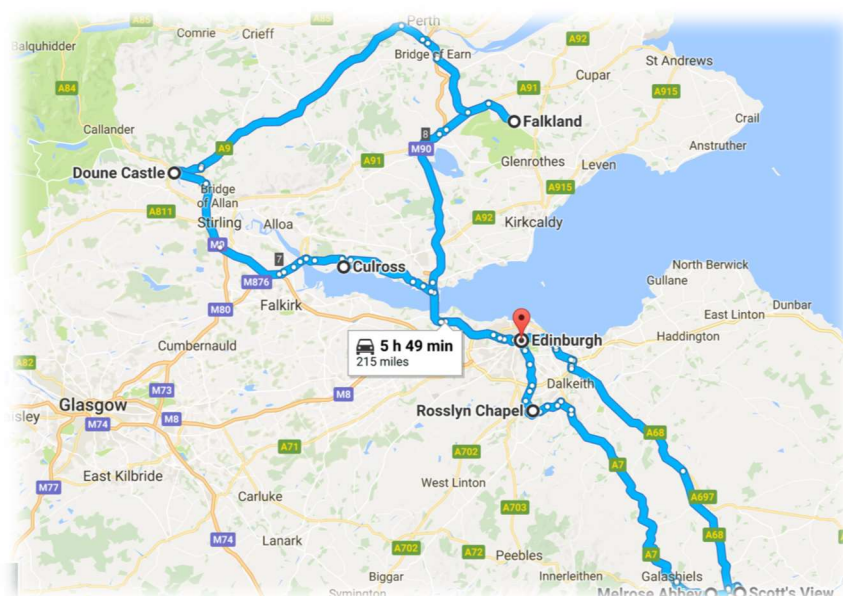 A85
Perth
A85
Comrie
Crieff
Balquhidder
Bridge of Earn
A92
St Andrews
Cupar
A84
A91
A915
Callander
Falkland
Crail
8
A9
M90
Anstruther
A91
Glenrothes
Leven
Doune Castle
Bridge
of Allan
A915
A811
Stirling
Alloa
A92
Kirkcaldy
M9
7
Culross
North Berwick
M876
Gullane
Falkirk
Dunbar
M80
East Linton
5 h 49 min
215 miles
Edinburgh
Haddington
Cumbernauld
A82
Dalkeith
M73
M8
Glasgow
Rosslyn Chapel
M8
M74
A68
A71
A702
A7
East Kilbride
West Linton
M77
Carluke
A697
A703
A68
Lanark
M74
A702
A72
Peebles
A7
Biggar
Innerleithen
Galashiels
Symington
Melrose Abbey
Scott's View